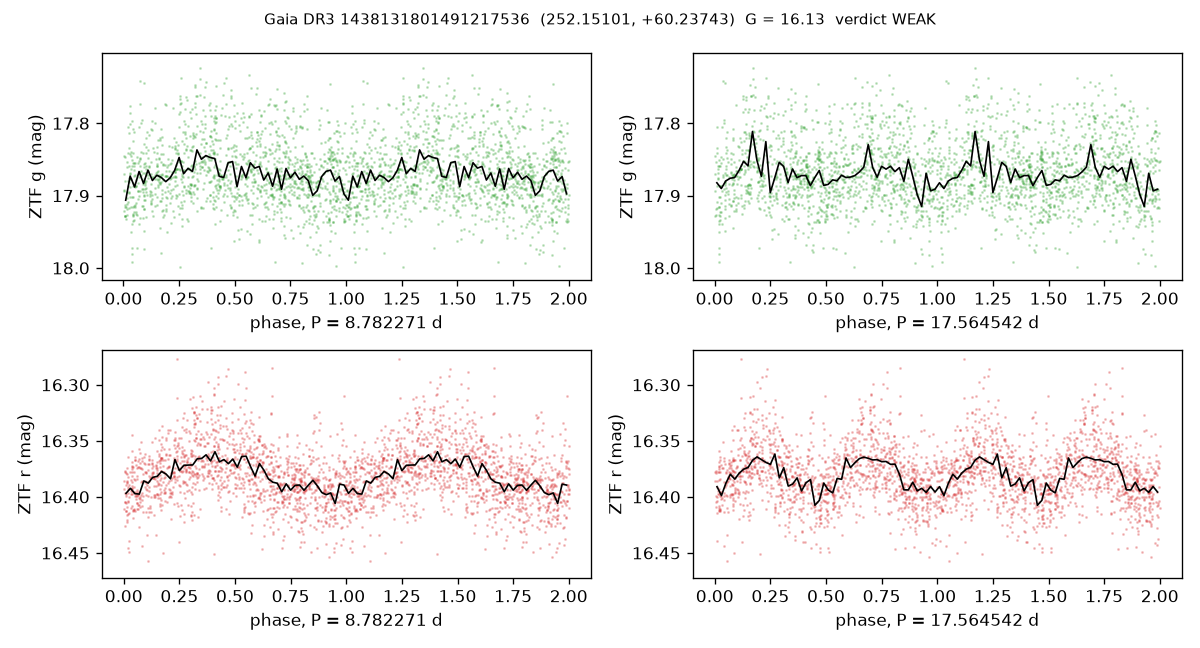 Gaia DR3 1438131801491217536  (252.15101, +60.23743)  G = 16.13  verdict WEAK
ZTF g (mag)
17.8
17.9
18.0
0.00 0.25 0.50 0.75 1.00 1.25 1.50 1.75 2.00
phase, P = 8.782271 d
ZTF g (mag)
17.8
17.9
18.0
0.00 0.25 0.50 0.75 1.00 1.25 1.50 1.75 2.00
phase, P = 17.564542 d
ZTF r (mag)
16.30
16.35
16.40
16.45
0.00 0.25 0.50 0.75 1.00 1.25 1.50 1.75 2.00
phase, P = 8.782271 d
ZTF r (mag)
16.30
16.35
16.40
16.45
0.00 0.25 0.50 0.75 1.00 1.25 1.50 1.75 2.00
phase, P = 17.564542 d